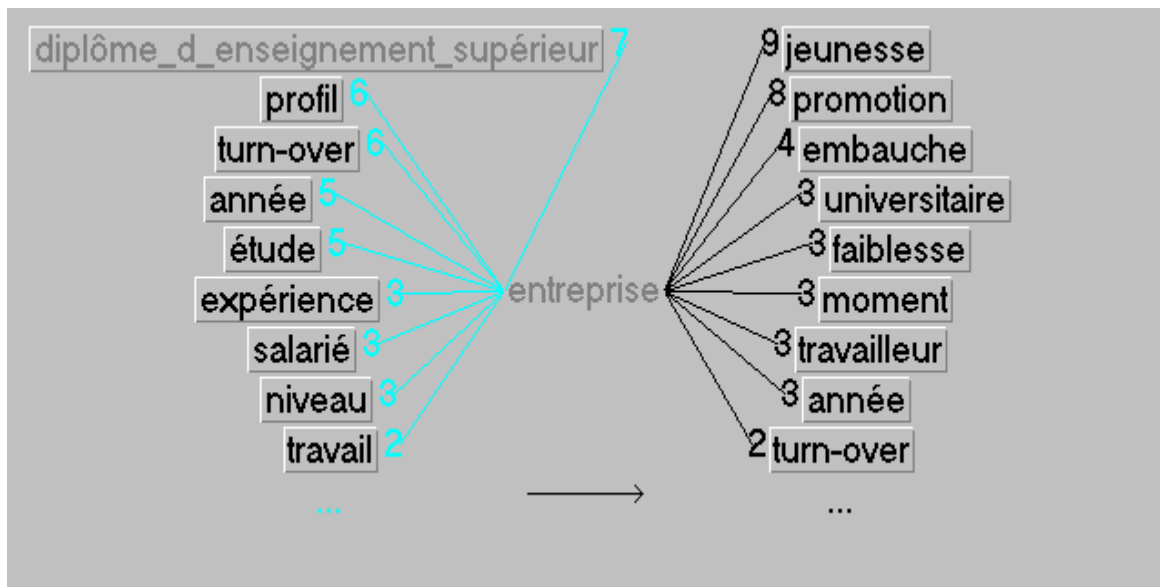 diplôme_d_enseignement_supérieur 7 9 jeunesse
profil 6 8 promotion
turn-over 6 4 embauche
année 5 3 universitaire
étude 5 3 faiblesse
entreprise
expérience 3 3 moment
salarié 3 3 travailleur
niveau 3 3 année
travail 2 2 turn-over
... ...